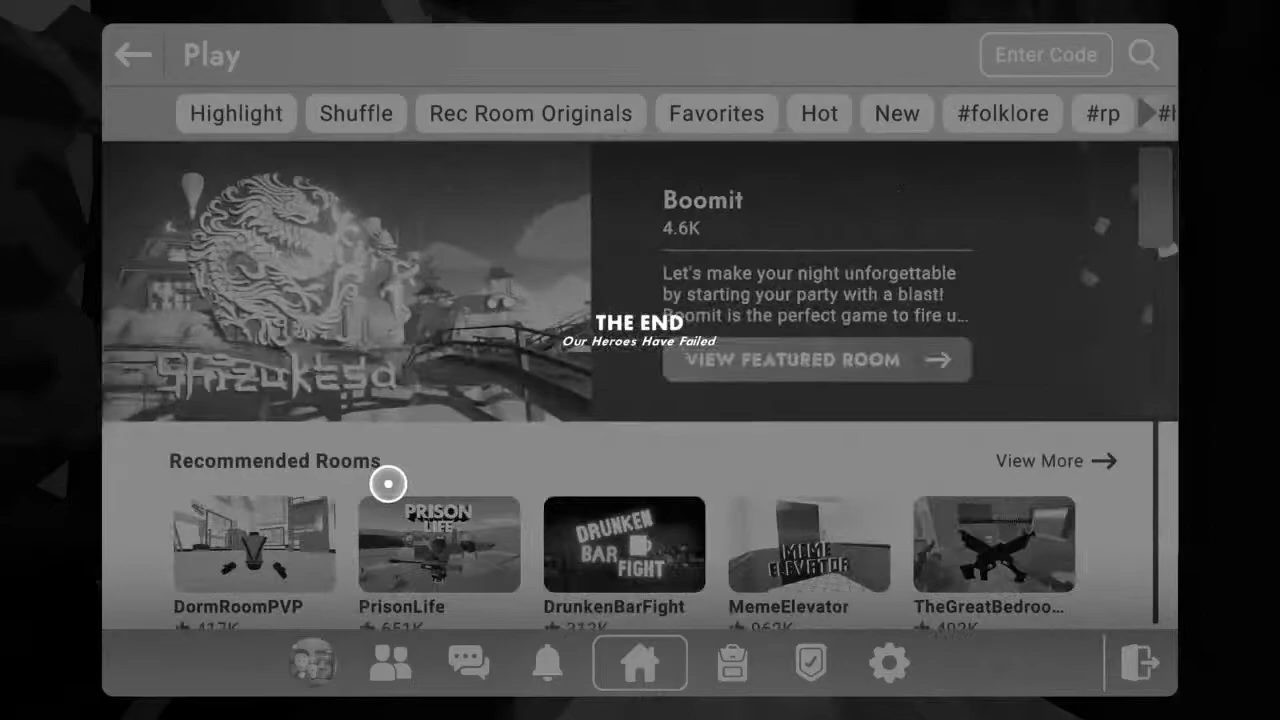 Play
Enter Code
Highlight
Shuffle
Rec Room Originals
Favorites
Hot
New
#folklore
#rp
Shizukesa
Boomit
4.6K
Let's make your night unforgettable
by starting your party with a blast!
Boomit is the perfect game to fire u...
THE END
Our Heroes Have Failed
VIEW FEATURED ROOM
Recommended Rooms
View More
PRISON
LIFE
DRUNKEN
BAR
FIGHT
MEME
ELEVATOR
DormRoomPVP
PrisonLife
DrunkenBarFight
MemeElevator
TheGreatBedroo...